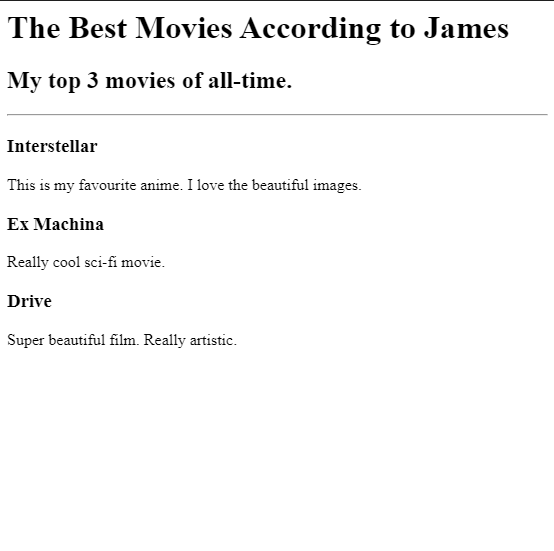 The Best Movies According to James
My top 3 movies of all-time.
Interstellar
This is my favourite anime. I love the beautiful images.
Ex Machina
Really cool sci-fi movie.
Drive
Super beautiful film. Really artistic.